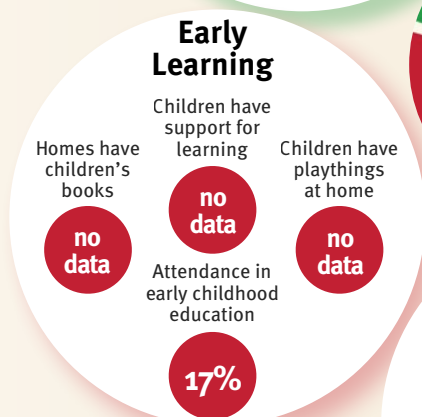 Early
Learning
Children have
support for
learning
no
data
Homes have
children's
books
no
data
Children have
playthings
at home
no
data
Attendance in
early childhood
education
17%